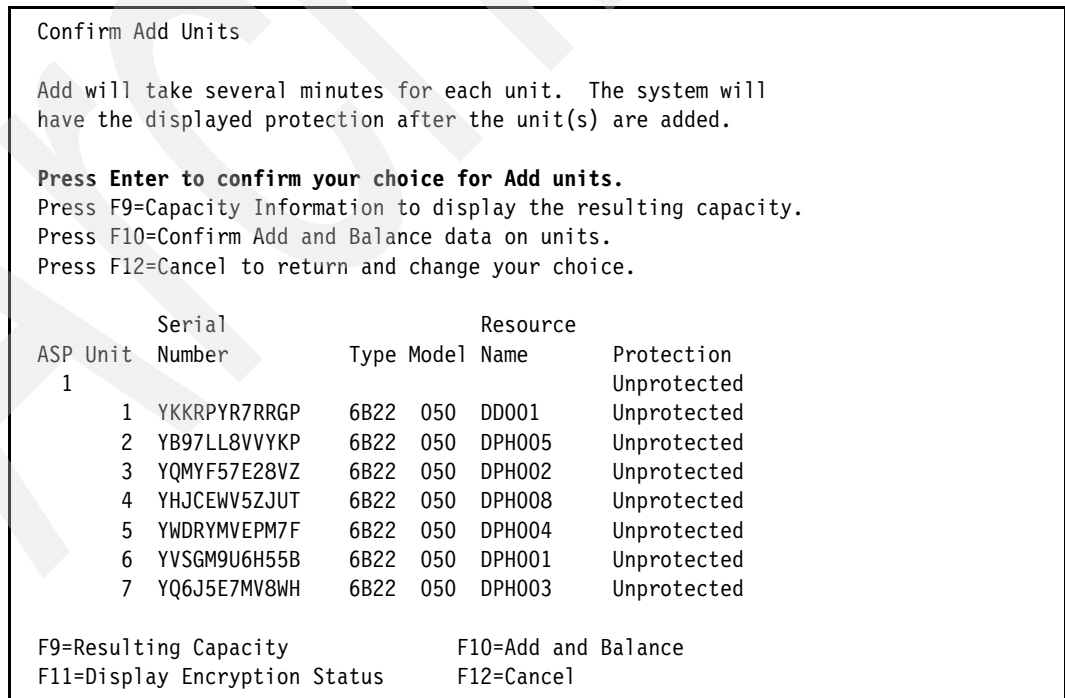 Confirm Add Units
Add will take several minutes for each unit. The system will
have the displayed protection after the unit(s) are added.
Press Enter to confirm your choice for Add units.
Press F9=Capacity Information to display the resulting capacity.
Press F10=Confirm Add and Balance data on units.
Press F12=Cancel to return and change your choice.
Serial Resource
ASP Unit Number Type Model Name Protection
1 Unprotected
1 YKKRPYR7RRGP 6B22 050 DD001 Unprotected
2 YB97LL8VVYKP 6B22 050 DPH005 Unprotected
3 YQMYF57E28VZ 6B22 050 DPH002 Unprotected
4 YHJCEWV5ZJUT 6B22 050 DPH008 Unprotected
5 YWDRYMVEPM7F 6B22 050 DPH004 Unprotected
6 YVSGM9U6H55B 6B22 050 DPH001 Unprotected
7 YQ6J5E7MV8WH 6B22 050 DPH003 Unprotected
F9=Resulting Capacity F10=Add and Balance
F11=Display Encryption Status F12=Cancel